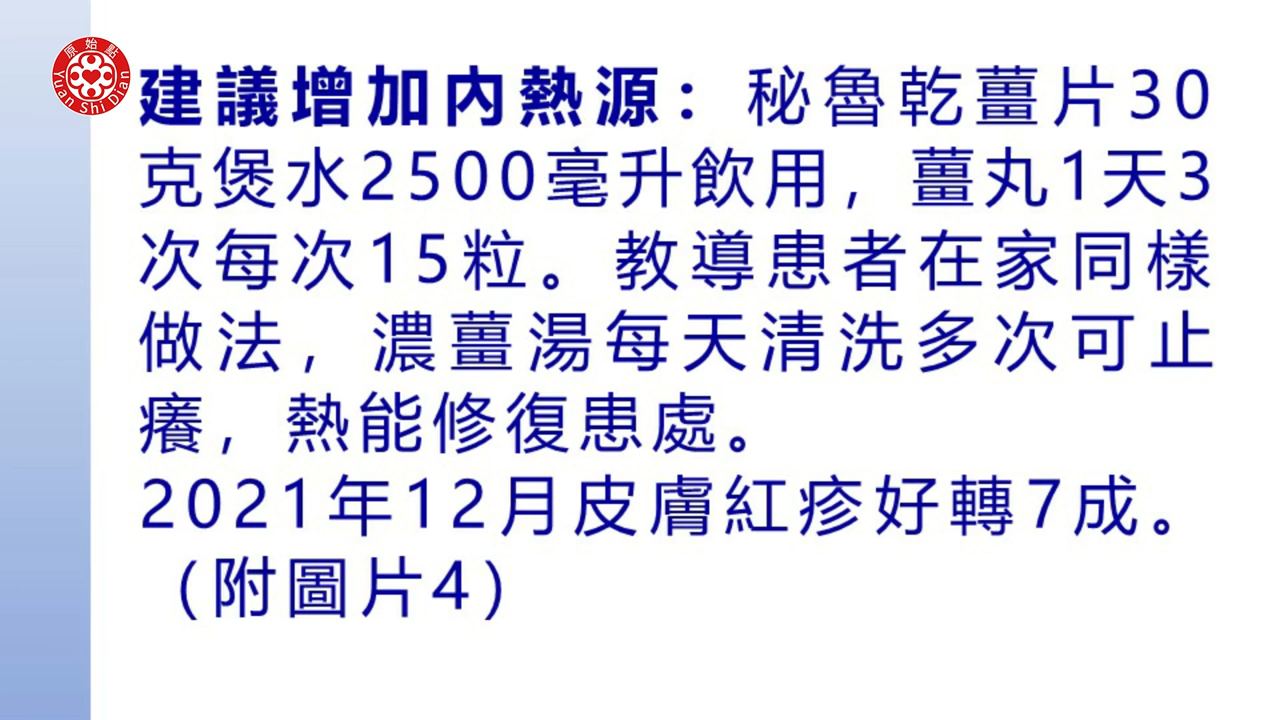 原始點
Yuan Shi Dian
建議增加內熱源：秘魯乾薑片30
克煲水2500毫升飲用，薑丸1天3
次每次15粒。教導患者在家同樣
做法，濃薑湯每天清洗多次可止
癢，熱能修復患處。
2021年12月皮膚紅疹好轉7成。
（附圖片4）